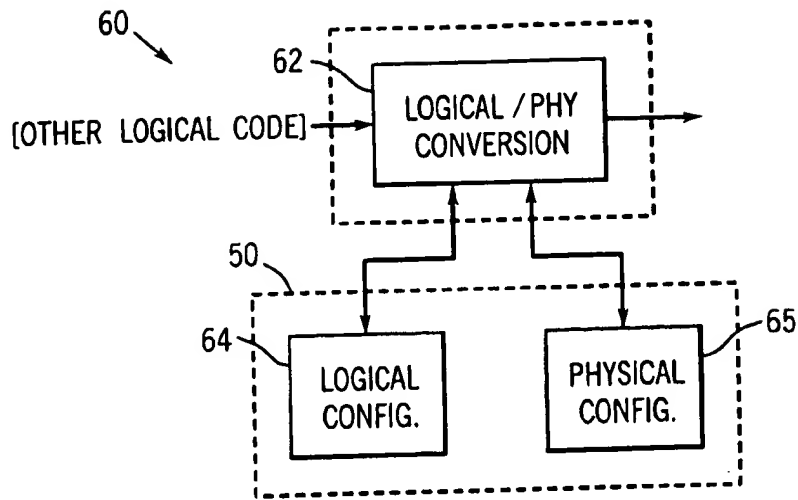 60
62
[OTHER LOGICAL CODE]
LOGICAL / PHY
CONVERSION
50
64
65
LOGICAL
CONFIG.
PHYSICAL
CONFIG.